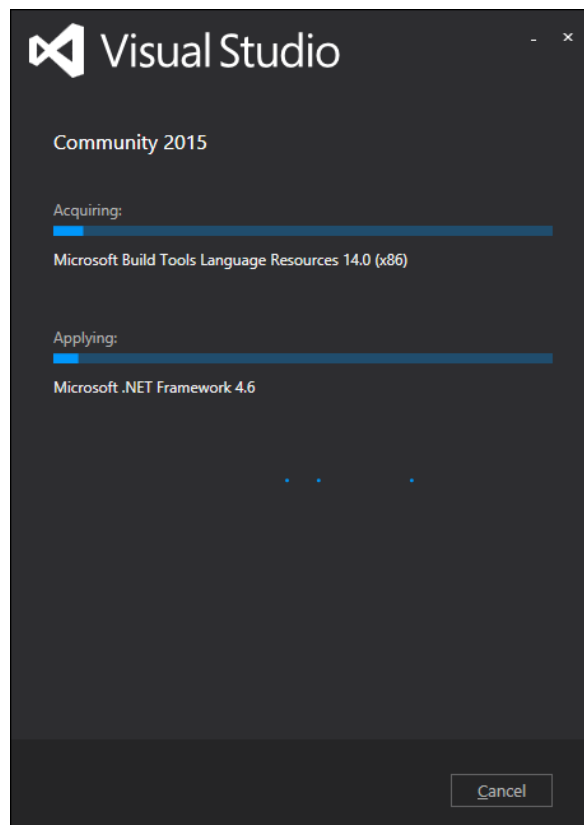 Visual Studio
Community 2015
Acquiring:
Microsoft Build Tools Language Resources 14.0 (x86)
Applying:
Microsoft .NET Framework 4.6
Cancel